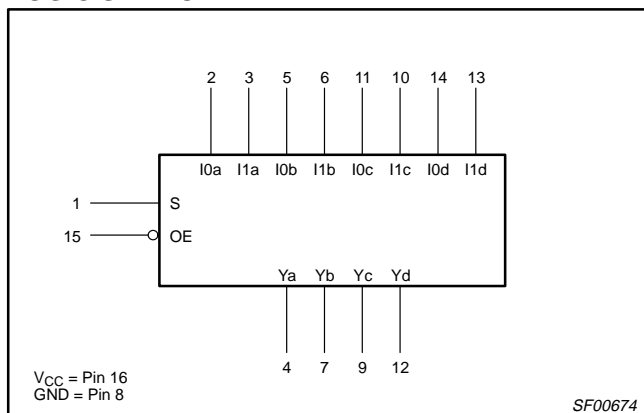 2 3 5 6 11 10 14 13
I0a I1a I0b I1b I0c I1c I0d I1d
1 S
15 OE
Ya Yb Yc Yd
4 7 9 12
VCC = Pin 16
GND = Pin 8
SF00674